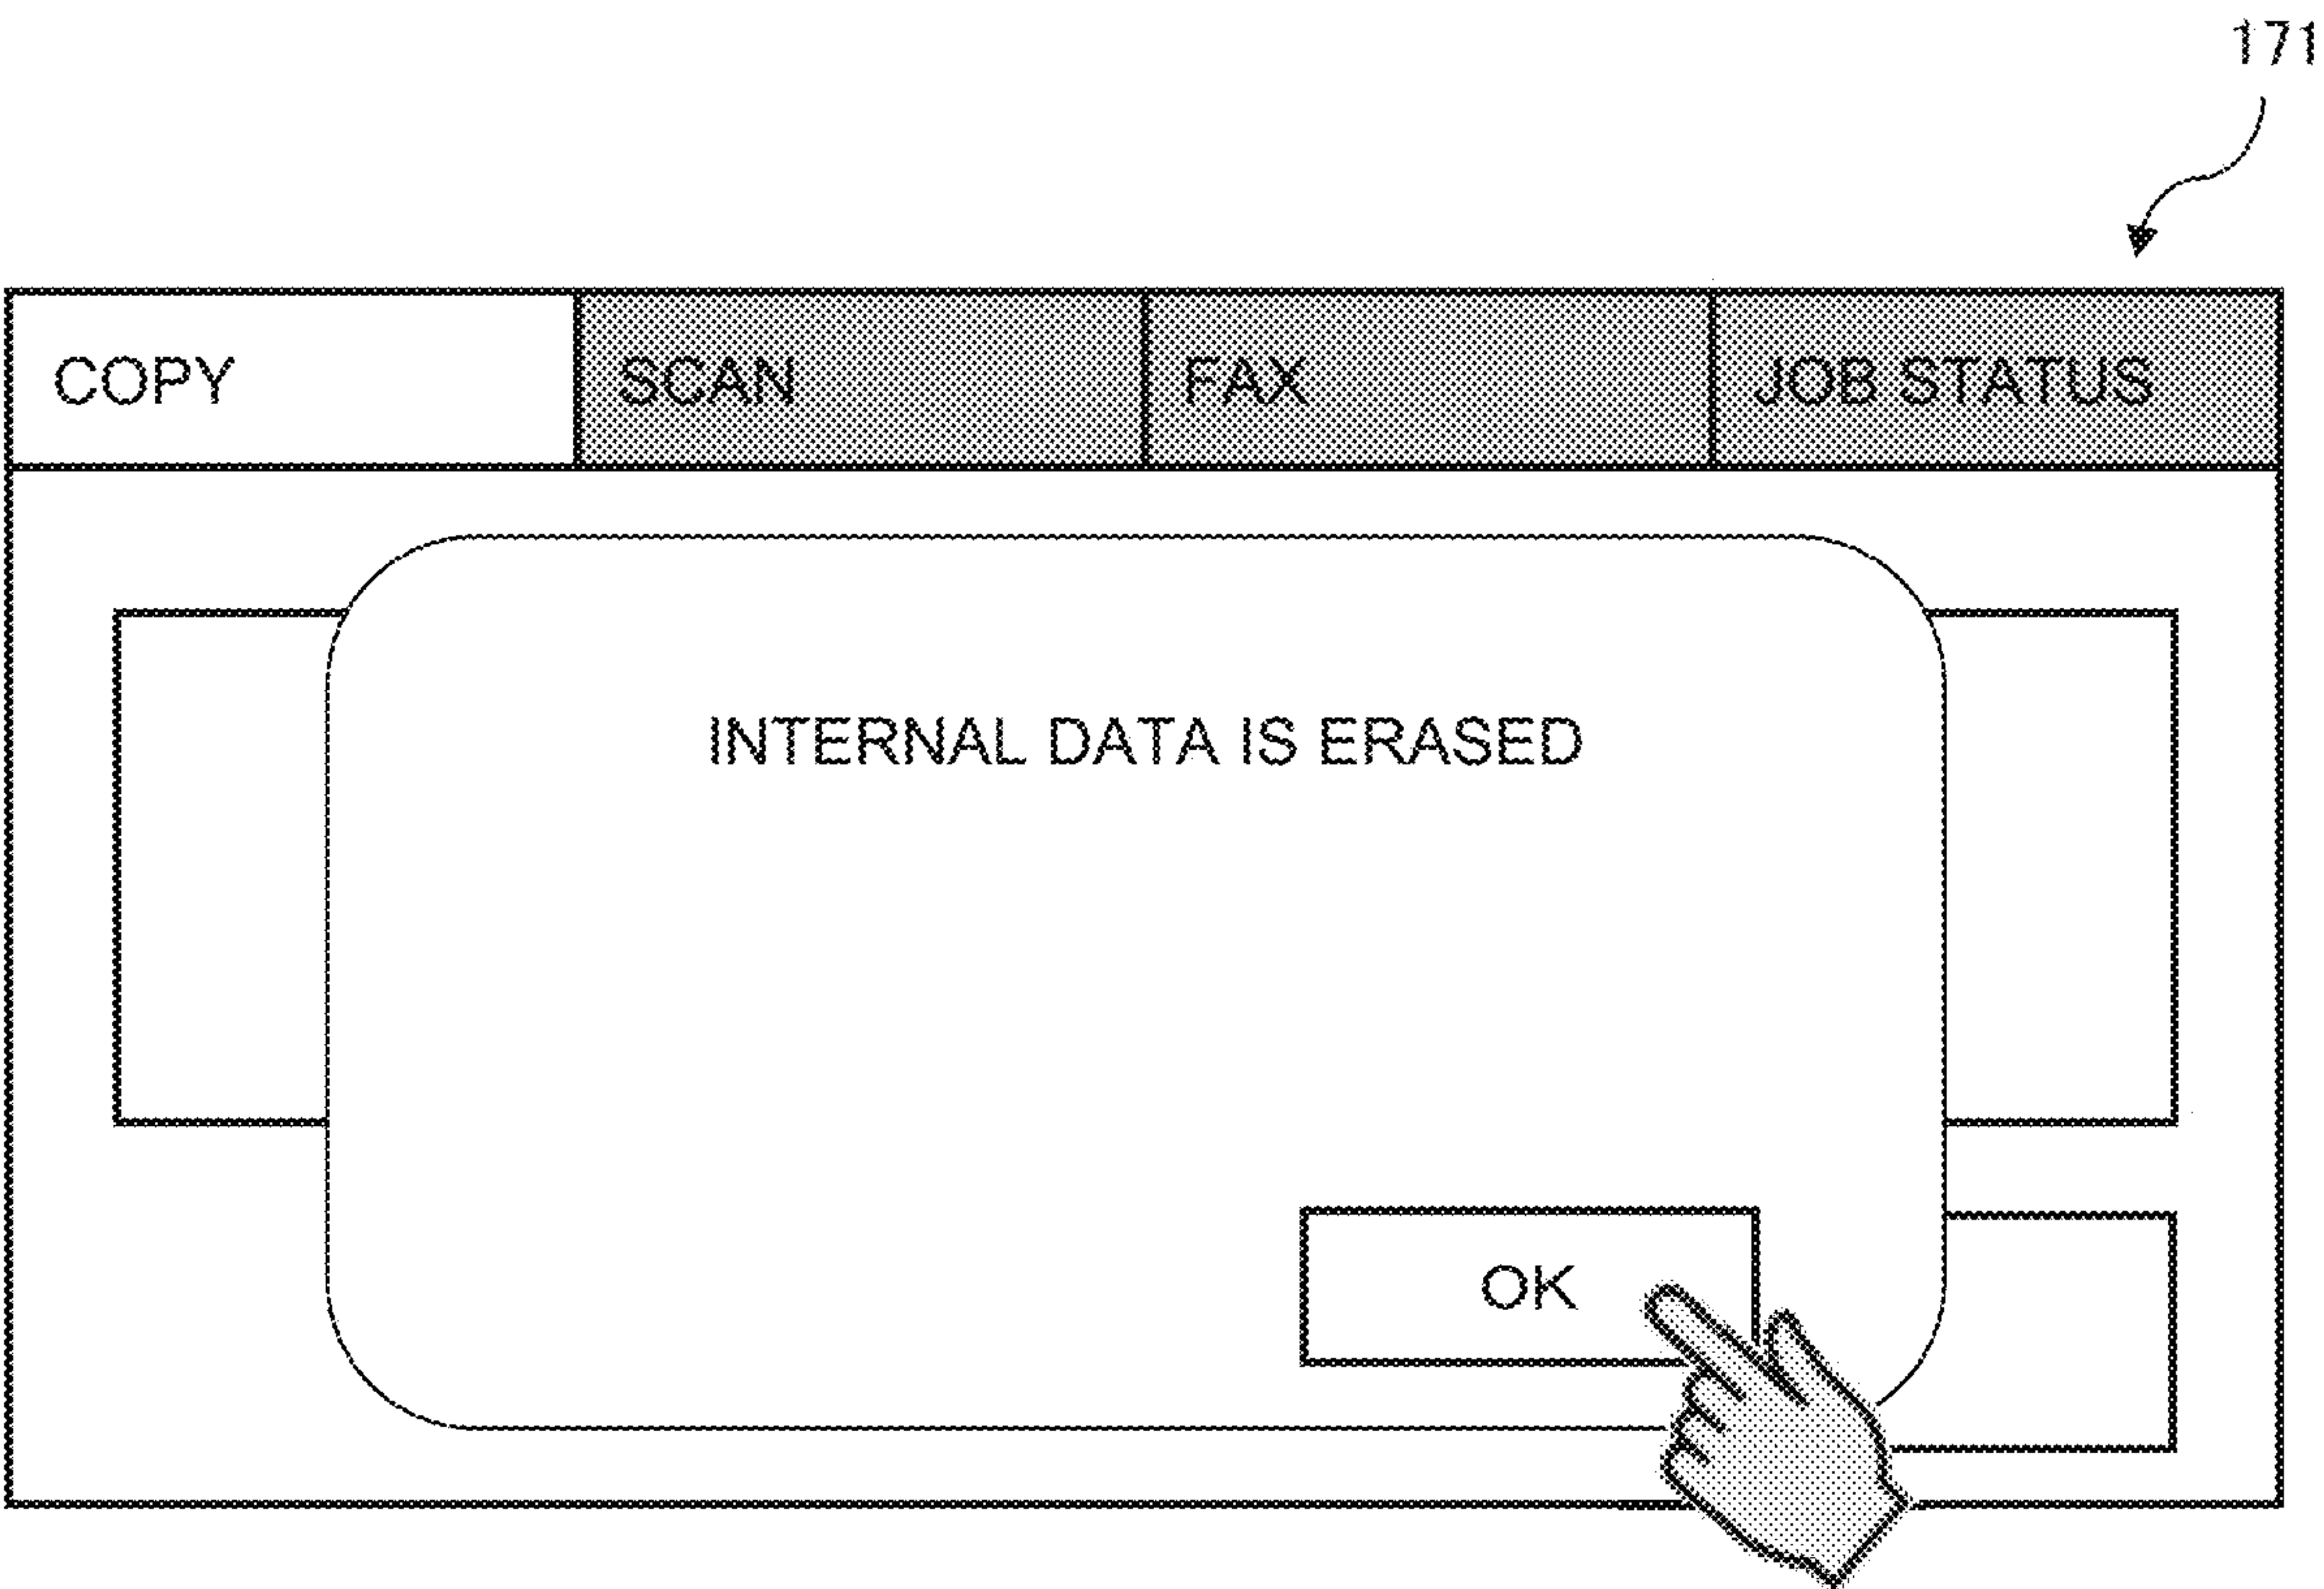 171
COPY SCAN FAX JOB STATUS
INTERNAL DATA IS ERASED
OK